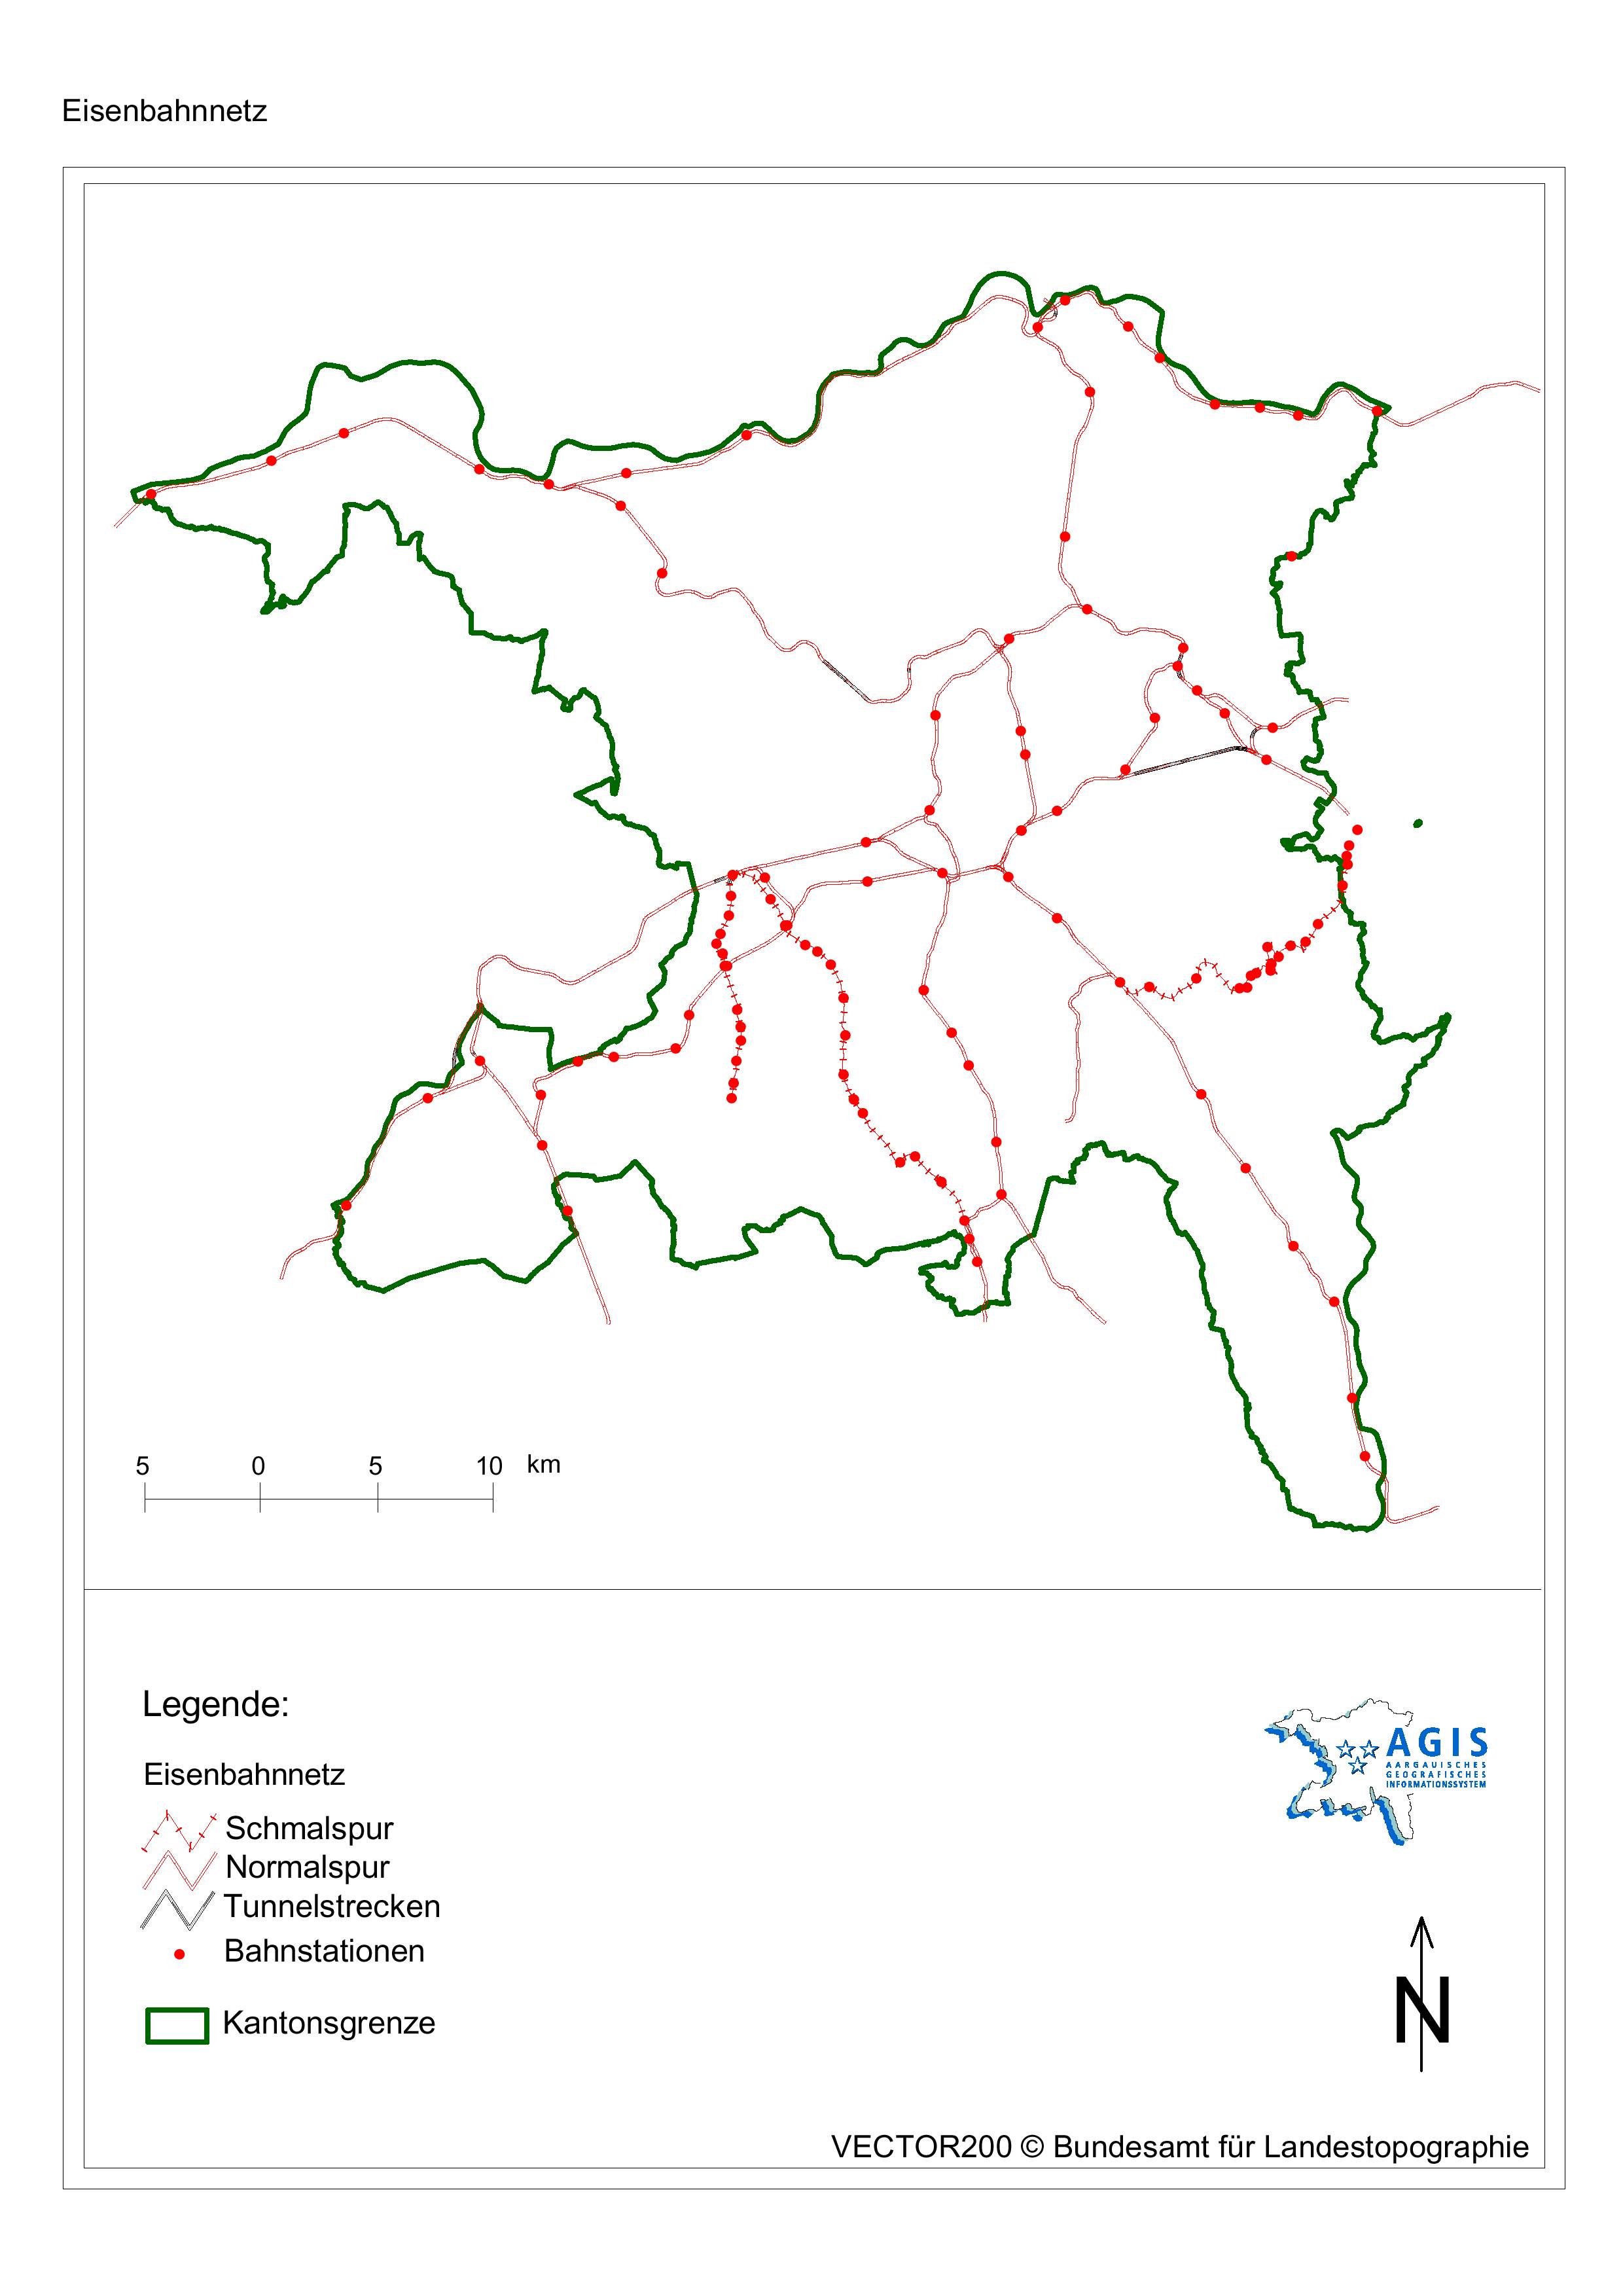 Eisenbahnnetz
5 0 5 10 km
Legende:
Eisenbahnnetz
Schmalspur
Normalspur
Tunnelstrecken
Bahnstationen
Kantonsgrenze
AGIS
AARGAUISCHES
GEOGRAFISCHES
INFORMATIONSSYSTEM
N
VECTOR200 © Bundesamt für Landestopographie